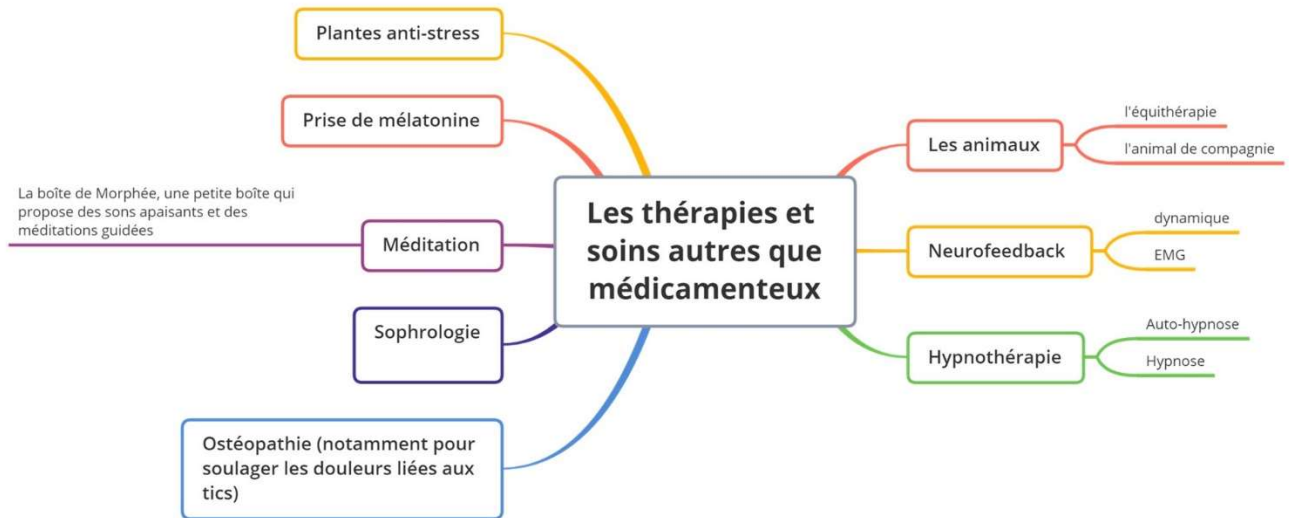 Plantes anti-stress
Prise de mélatonine
La boîte de Morphée, une petite boîte qui
propose des sons apaisants et des
méditations guidées
Méditation
Sophrologie
Ostéopathie (notamment pour
soulager les douleurs liées aux
tics)
Les thérapies et
soins autres que
médicamenteux
Les animaux
l'équithérapie
l'animal de compagnie
Neurofeedback
dynamique
EMG
Hypnothérapie
Auto-hypnose
Hypnose